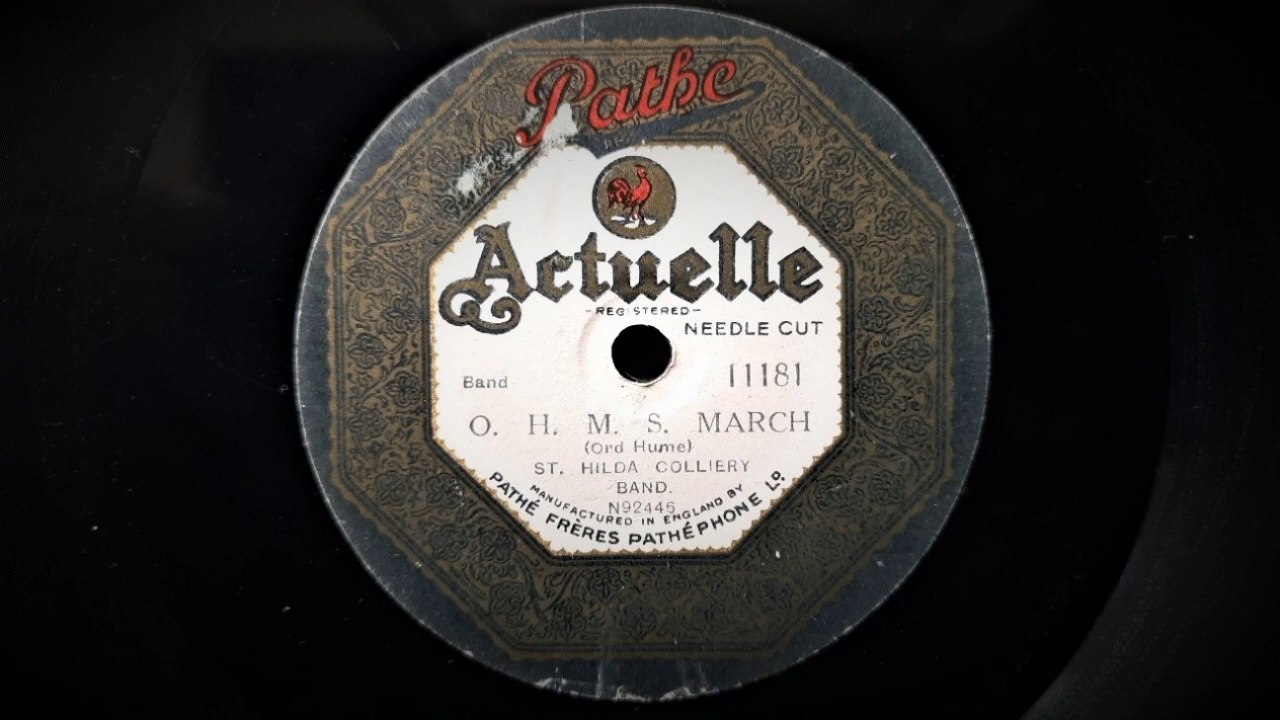 Pathe
Actuelle
-REGISTERED-
NEEDLE CUT
Band
11181
O. H. M. S. MARCH
(Ord Hume)
ST. HILDA COLLIERY
BAND.
N92446
MANUFACTURED IN ENGLAND BY
PATHÉ FRÈRES PATHÉPHONE LD.